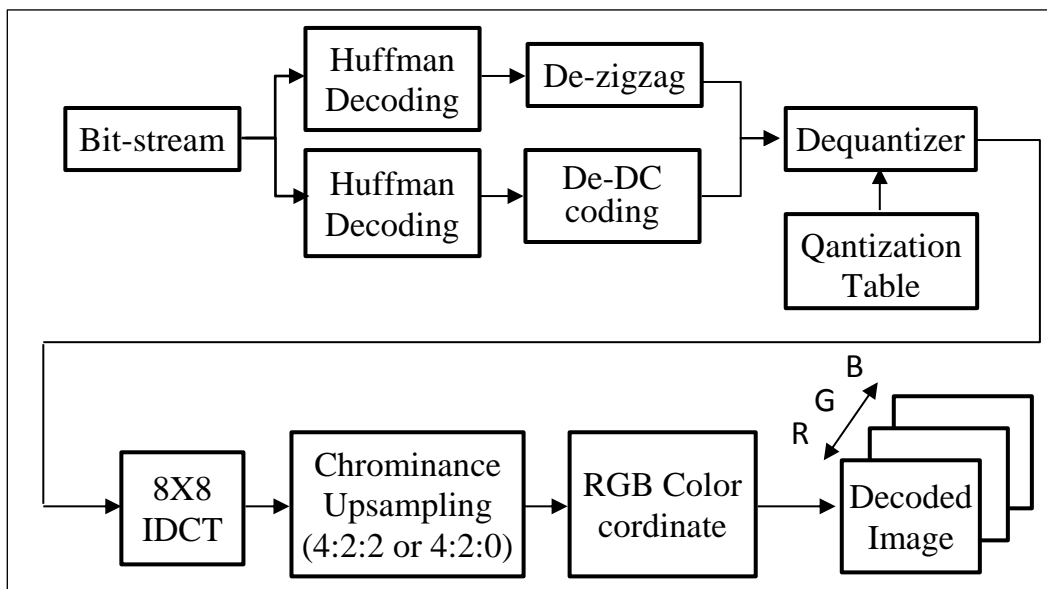 Huffman
Decoding
De-zigzag
Bit-stream
Dequantizer
Huffman
Decoding
De-DC
coding
Qantization
Table
B
G
R
8X8
IDCT
Chrominance
Upsampling
(4:2:2 or 4:2:0)
RGB Color
cordinate
Decoded
Image